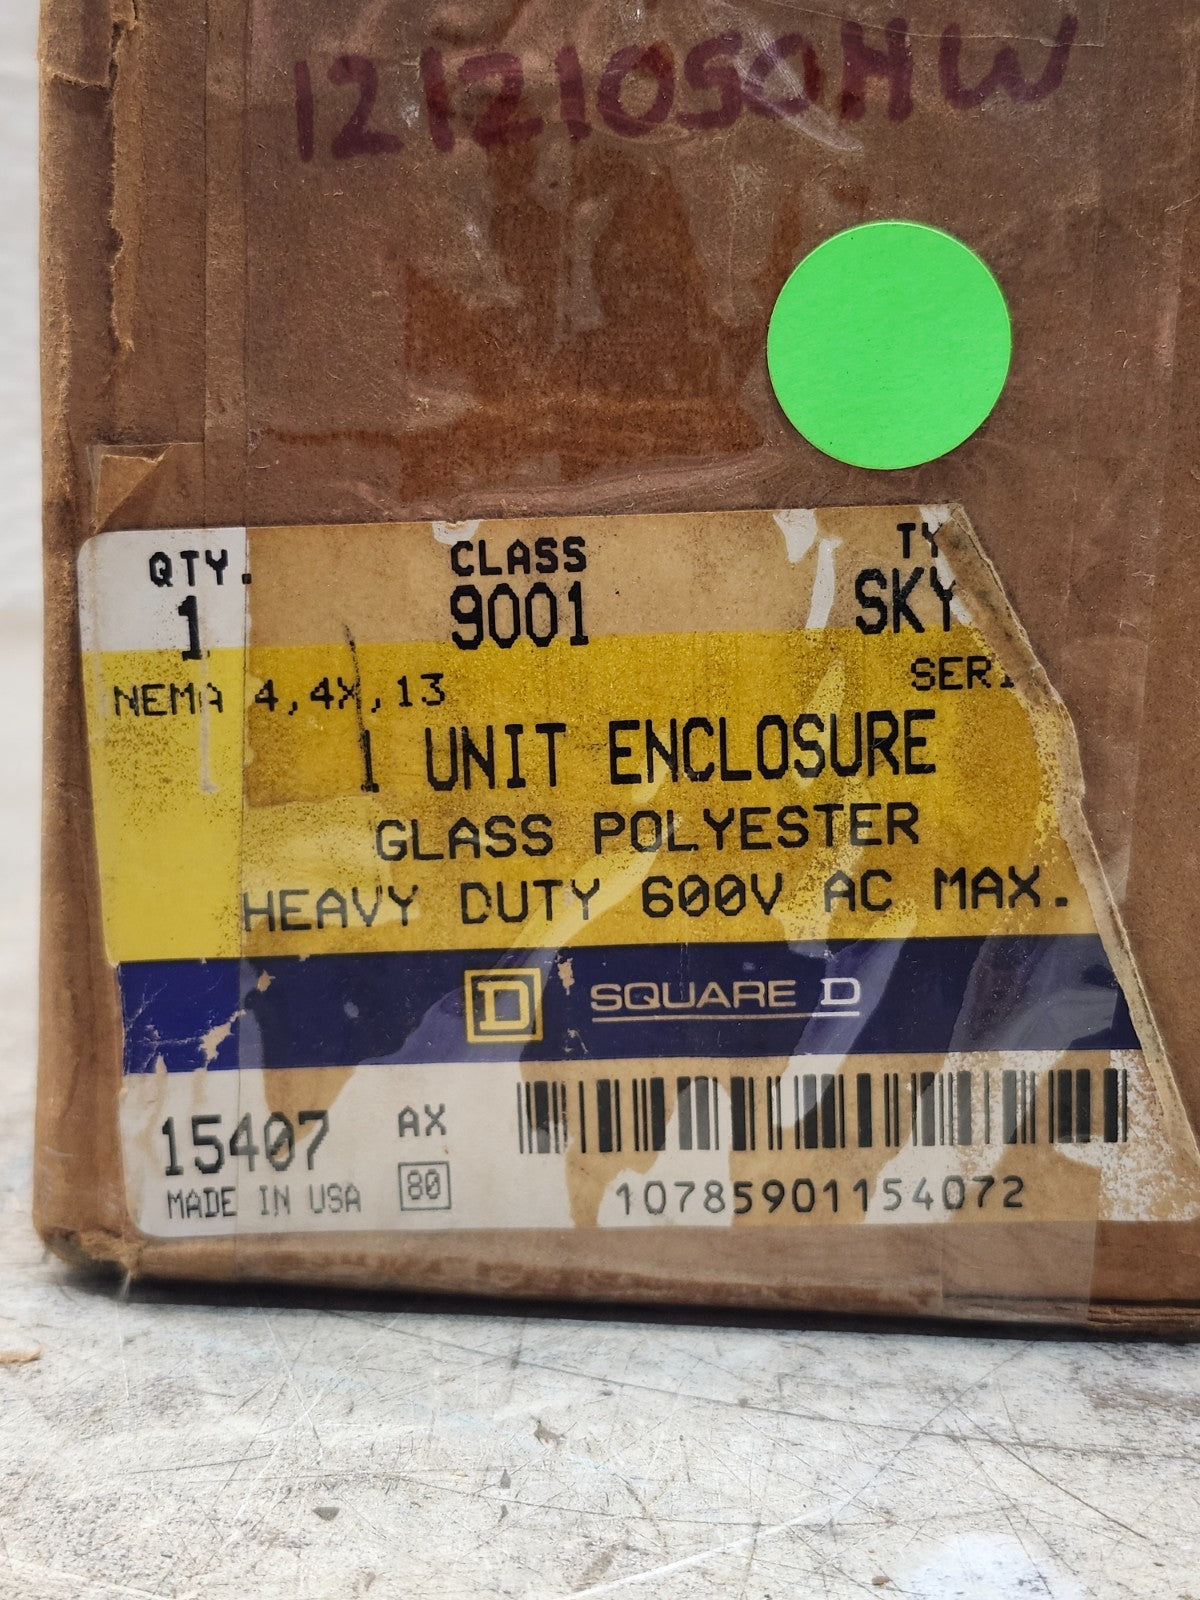 12121050HW
QTY. CLASS TY
1 9001 SKY
NEMA 4,4X,13 SERI
1 UNIT ENCLOSURE
GLASS POLYESTER
HEAVY DUTY 600V AC MAX.
D SQUARE D
15407 AX
MADE IN USA 80
10785901154072